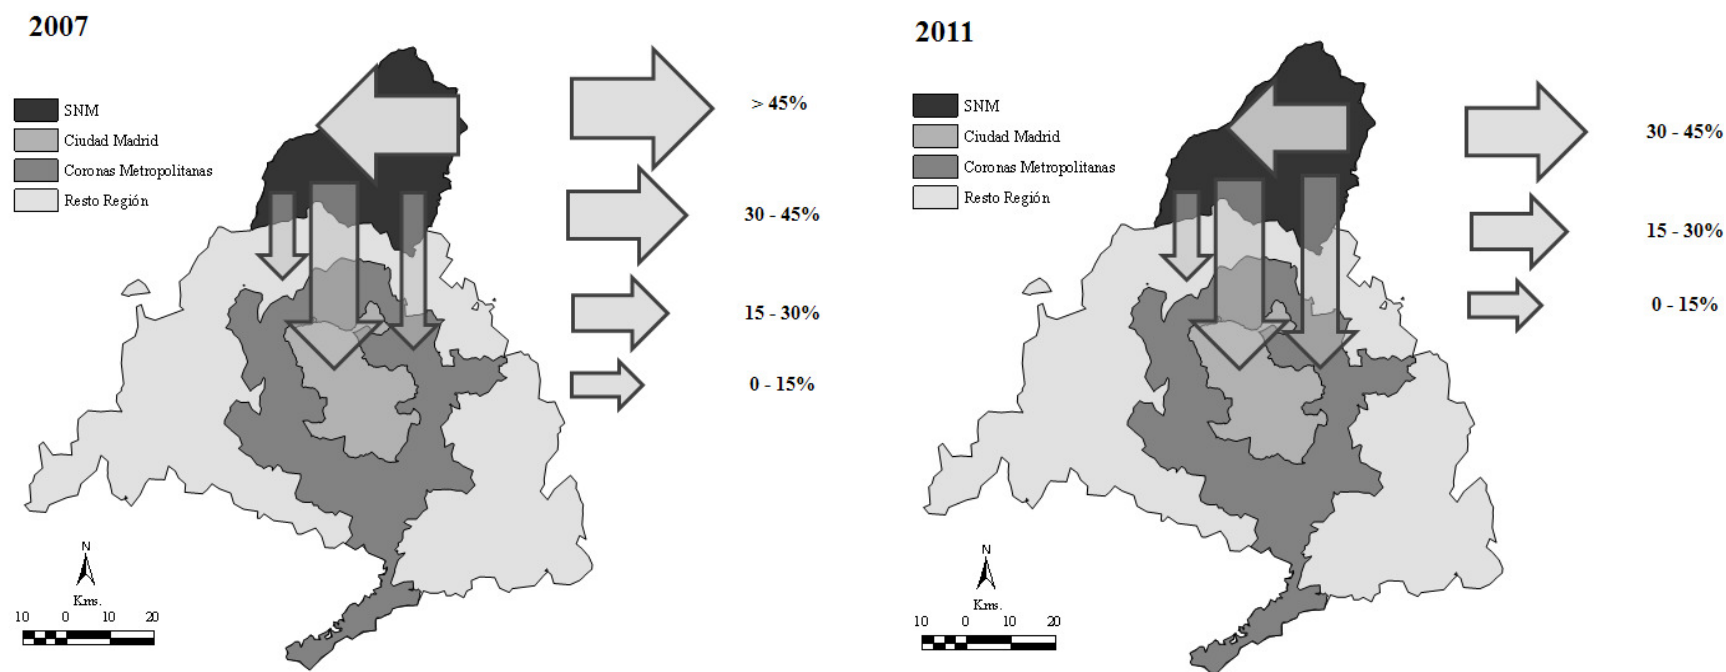 2007
SNM
Ciudad Madrid
Coronas Metropolitanas
Resto Región
> 45%
30 - 45%
15 - 30%
0 - 15%
N
Kms.
10 0 10 20
2011
SNM
Ciudad Madrid
Coronas Metropolitanas
Resto Región
30 - 45%
15 - 30%
0 - 15%
N
Kms.
10 0 10 20